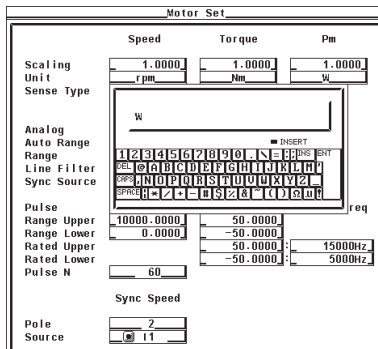 Motor Set
Speed Torque Pm
Scaling 1.0000 1.0000 1.0000
Unit rpm Nm W
Sense Type
W
Analog
Auto Range INSERT
Range 1 2 3 4 5 6 7 8 9 0 . \ = : ; INS ENT
Line Filter DEL @ A B C D E F G H I J K L M '
Sync Source CAPS , N O P Q R S T U V W X Y Z _
SPACE ¦ * / + - # $ % & ~ ( ) Ω μ †
Pulse req
Range Upper 10000.0000 50.0000
Range Lower 0.0000 -50.0000
Rated Upper 50.0000 : 15000Hz
Rated Lower -50.0000 : 5000Hz
Pulse N 60
Sync Speed
Pole 2
Source I1